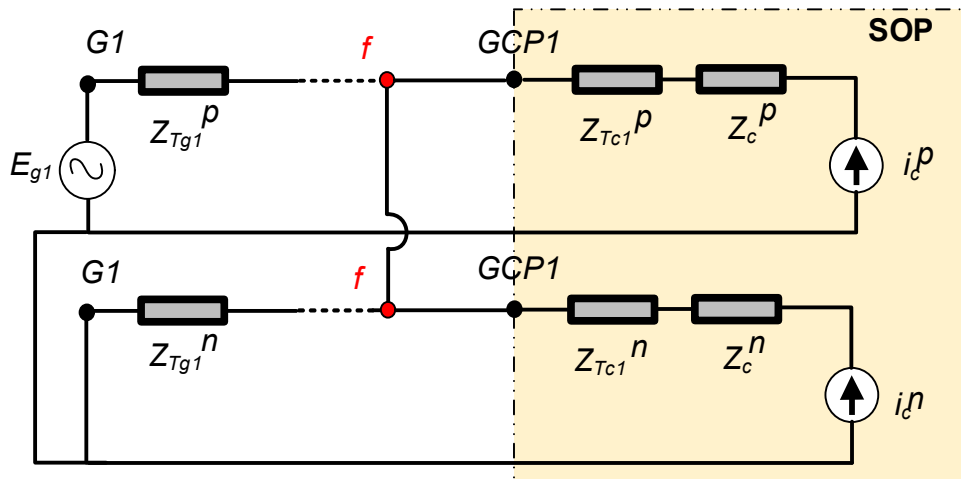 SOP
G1
f
GCP1
Z_Tg1^p
Z_Tc1^p
Z_c^p
E_g1
i_c^p
G1
f
GCP1
Z_Tg1^n
Z_Tc1^n
Z_c^n
i_c^n